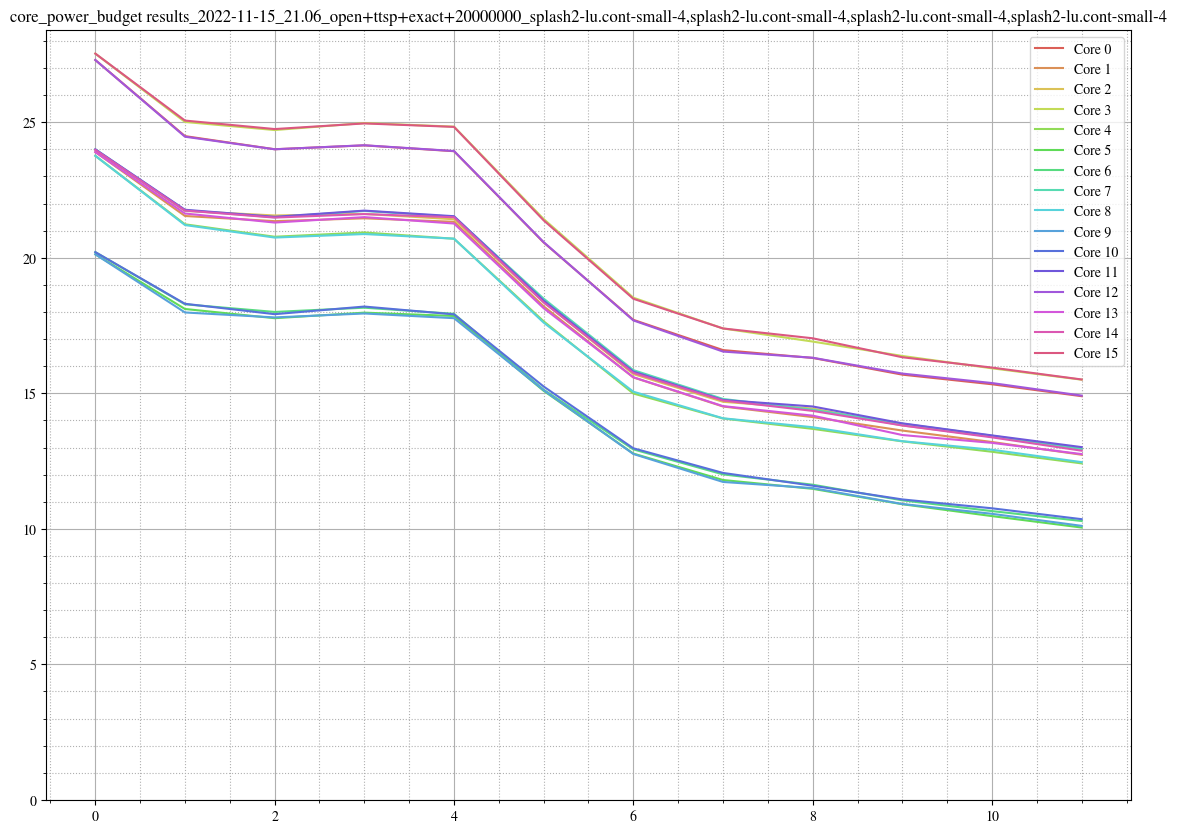 core_power_budget results_2022-11-15_21.06_open+ttsp+exact+20000000_splash2-lu.cont-small-4,splash2-lu.cont-small-4,splash2-lu.cont-small-4,splash2-lu.cont-small-4
Core 0
Core 1
Core 2
Core 3
Core 4
Core 5
Core 6
Core 7
Core 8
Core 9
Core 10
Core 11
Core 12
Core 13
Core 14
Core 15
25
20
15
10
5
0
0 2 4 6 8 10